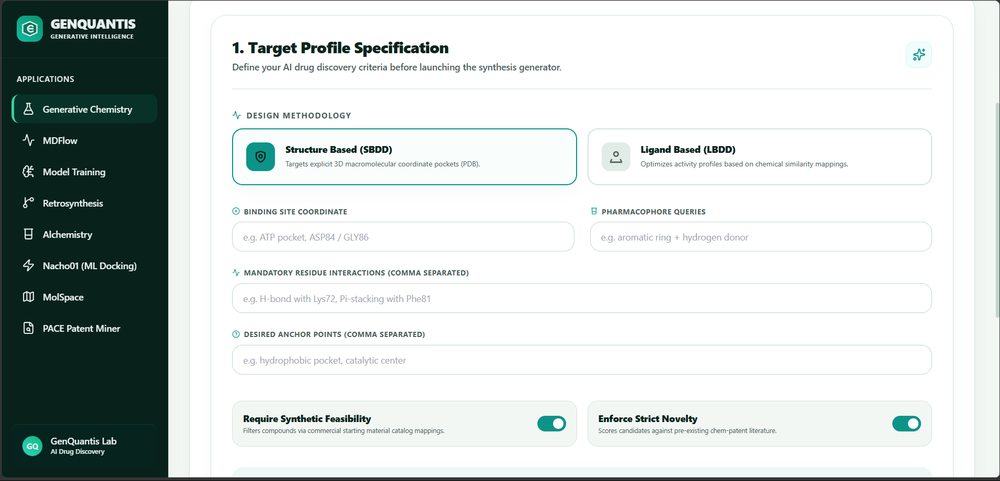 GENQUANTIS
GENERATIVE INTELLIGENCE
APPLICATIONS
Generative Chemistry
MDFlow
Model Training
Retrosynthesis
Alchemistry
Nacho01 (ML Docking)
MolSpace
PACE Patent Miner
GQ
GenQuantis Lab
AI Drug Discovery
1. Target Profile Specification
Define your AI drug discovery criteria before launching the synthesis generator.
DESIGN METHODOLOGY
Structure Based (SBDD)
Targets explicit 3D macromolecular coordinate pockets (PDB).
Ligand Based (LBDD)
Optimizes activity profiles based on chemical similarity mappings.
BINDING SITE COORDINATE
e.g. ATP pocket, ASP84 / GLY86
PHARMACOPHORE QUERIES
e.g. aromatic ring + hydrogen donor
MANDATORY RESIDUE INTERACTIONS (COMMA SEPARATED)
e.g. H-bond with Lys72, Pi-stacking with Phe81
DESIRED ANCHOR POINTS (COMMA SEPARATED)
e.g. hydrophobic pocket, catalytic center
Require Synthetic Feasibility
Filters compounds via commercial starting material catalog mappings.
Enforce Strict Novelty
Scores candidates against pre-existing chem-patent literature.